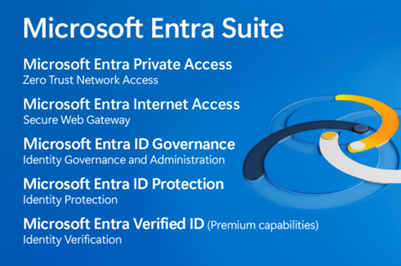 Microsoft Entra Suite
Microsoft Entra Private Access
Zero Trust Network Access
Microsoft Entra Internet Access
Secure Web Gateway
Microsoft Entra ID Governance
Identity Governance and Administration
Microsoft Entra ID Protection
Identity Protection
Microsoft Entra Verified ID (Premium capabilities)
Identity Verification